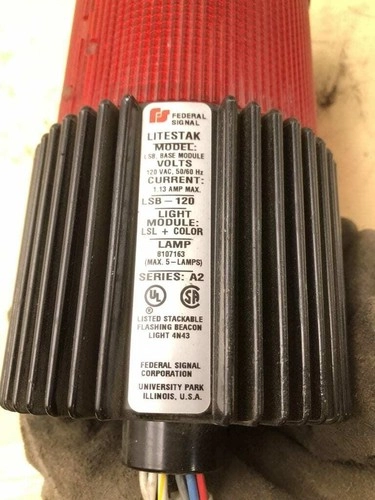 FEDERAL
SIGNAL
LITESTAK
MODEL:
LSB, BASE MODULE
VOLTS
120 VAC, 50/60 Hz
CURRENT:
1.13 AMP MAX.
LSB-120
LIGHT
MODULE:
LSL + COLOR
LAMP
8107163
(MAX. 5-LAMPS)
SERIES: A2
UL SA
®
LISTED STACKABLE
FLASHING BEACON
LIGHT 4N43
FEDERAL SIGNAL
CORPORATION
UNIVERSITY PARK
ILLINOIS, U.S.A.